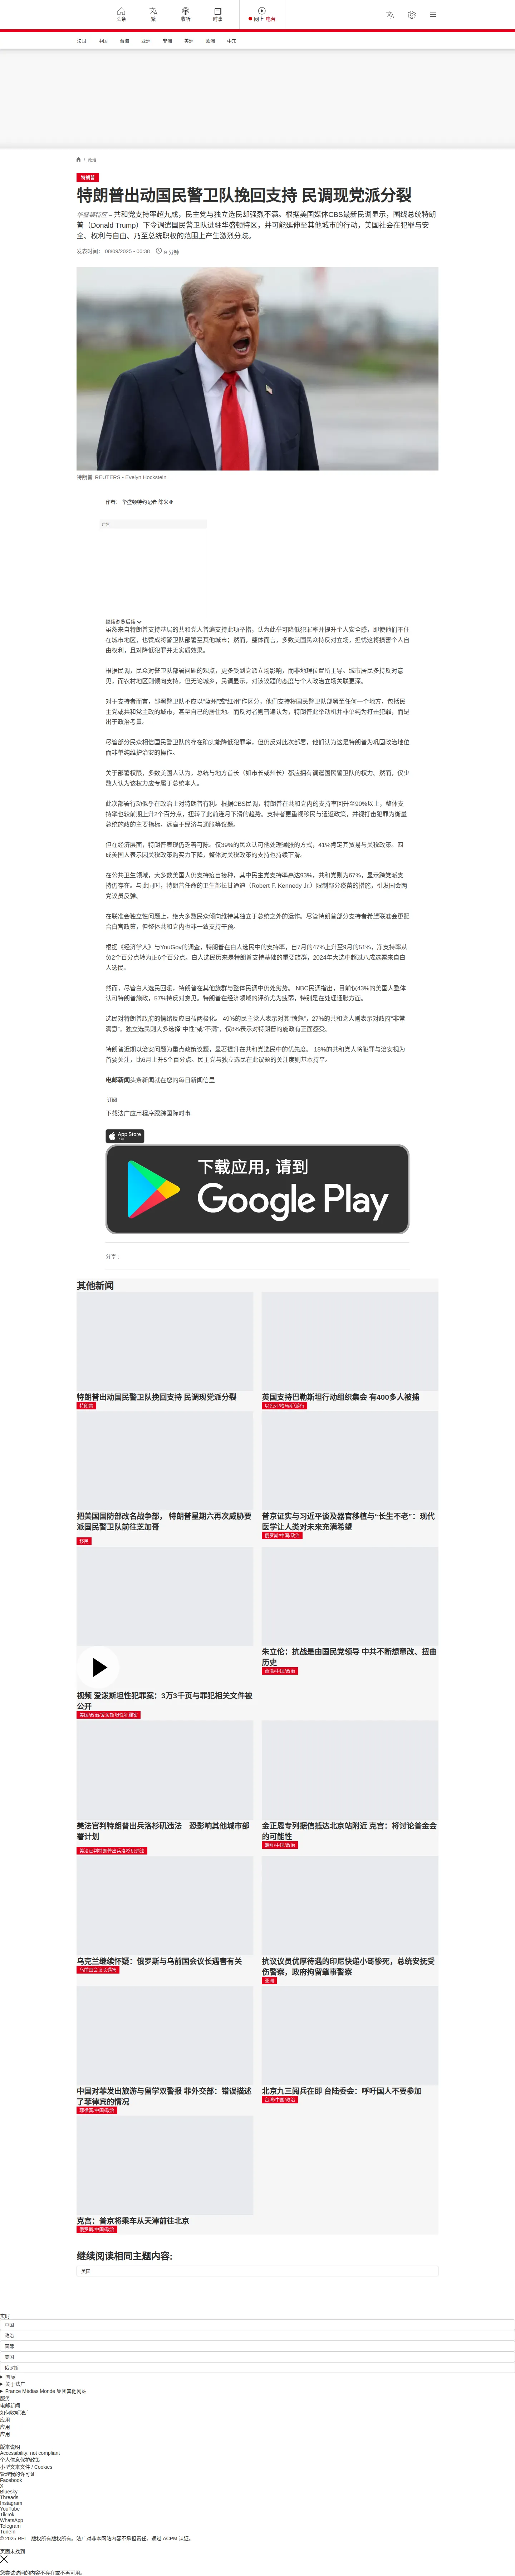 头条
繁
收听
时事
网上 电台
法国
中国
台海
亚洲
非洲
美洲
欧洲
中东
/ 政治
特朗普
特朗普出动国民警卫队挽回支持 民调现党派分裂
华盛顿特区 – 共和党支持率超九成，民主党与独立选民却强烈不满。根据美国媒体CBS最新民调显示，围绕总统特朗
普（Donald Trump）下令调遣国民警卫队进驻华盛顿特区，并可能延伸至其他城市的行动，美国社会在犯罪与安
全、权利与自由、乃至总统职权的范围上产生激烈分歧。
发表时间： 08/09/2025 - 00:38
9 分钟
特朗普 REUTERS - Evelyn Hockstein
作者： 华盛顿特约记者 陈米亚
广告
继续浏览后续
虽然来自特朗普支持基层的共和党人普遍支持此项举措，认为此举可降低犯罪率并提升个人安全感，即使他们不住
在城市地区，也赞成将警卫队部署至其他城市；然而，整体而言，多数美国民众持反对立场，担忧这将损害个人自
由权利，且对降低犯罪并无实质效果。
根据民调，民众对警卫队部署问题的观点，更多受到党派立场影响，而非地理位置所主导。城市居民多持反对意
见，而农村地区则倾向支持，但无论城乡，民调显示，对该议题的态度与个人政治立场关联更深。
对于支持者而言，部署警卫队不应以“蓝州”或“红州”作区分，他们支持将国民警卫队部署至任何一个地方，包括民
主党或共和党主政的城市，甚至自己的居住地。而反对者则普遍认为，特朗普此举动机并非单纯为打击犯罪，而是
出于政治考量。
尽管部分民众相信国民警卫队的存在确实能降低犯罪率，但仍反对此次部署，他们认为这是特朗普为巩固政治地位
而非单纯维护治安的操作。
关于部署权限，多数美国人认为，总统与地方首长（如市长或州长）都应拥有调遣国民警卫队的权力。然而，仅少
数人认为该权力应专属于总统本人。
此次部署行动似乎在政治上对特朗普有利。根据CBS民调，特朗普在共和党内的支持率回升至90%以上，整体支
持率也较前期上升2个百分点，扭转了此前连月下滑的趋势。支持者更重视移民与遣返政策，并视打击犯罪为衡量
总统施政的主要指标，远高于经济与通胀等议题。
但在经济层面，特朗普表现仍乏善可陈。仅39%的民众认可他处理通胀的方式，41%肯定其贸易与关税政策。四
成美国人表示因关税政策购买力下降，整体对关税政策的支持也持续下滑。
在公共卫生领域，大多数美国人仍支持疫苗接种，其中民主党支持率高达93%，共和党则为67%，显示跨党派支
持仍存在。与此同时，特朗普任命的卫生部长甘迺迪（Robert F. Kennedy Jr.）限制部分疫苗的措施，引发国会两
党议员反弹。
在联准会独立性问题上，绝大多数民众倾向维持其独立于总统之外的运作。尽管特朗普部分支持者希望联准会更配
合白宫政策，但整体共和党内也非一致支持干预。
根据《经济学人》与YouGov的调查，特朗普在白人选民中的支持率，自7月的47%上升至9月的51%，净支持率从
负2个百分点转为正6个百分点。白人选民历来是特朗普支持基础的重要族群，2024年大选中超过八成选票来自白
人选民。
然而，尽管白人选民回暖，特朗普在其他族群与整体民调中仍处劣势。 NBC民调指出，目前仅43%的美国人整体
认可特朗普施政，57%持反对意见。特朗普在经济领域的评价尤为疲弱，特别是在处理通胀方面。
选民对特朗普政府的情绪反应日益两极化。 49%的民主党人表示对其“愤怒”，27%的共和党人则表示对政府“非常
满意”。独立选民则大多选择“中性”或“不满”，仅8%表示对特朗普的施政有正面感受。
特朗普近期以治安问题为重点政策议题，显著提升在共和党选民中的优先度。 18%的共和党人将犯罪与治安视为
首要关注，比6月上升5个百分点。民主党与独立选民在此议题的关注度则基本持平。
电邮新闻头条新闻就在您的每日新闻信里
订阅
下载法广应用程序跟踪国际时事
App Store
下载应用，请到
Google Play
分享 :
其他新闻
特朗普出动国民警卫队挽回支持 民调现党派分裂
特朗普
英国支持巴勒斯坦行动组织集会 有400多人被捕
以色列/哈马斯/游行
把美国国防部改名战争部， 特朗普星期六再次威胁要
派国民警卫队前往芝加哥
移民
普京证实与习近平谈及器官移植与“长生不老”：现代
医学让人类对未来充满希望
俄罗斯/中国/政治
视频 爱泼斯坦性犯罪案：3万3千页与罪犯相关文件被
公开
美国/政治/爱泼斯坦性犯罪案
朱立伦：抗战是由国民党领导 中共不断想窜改、扭曲
历史
台湾/中国/政治
美法官判特朗普出兵洛杉矶违法 恐影响其他城市部
署计划
美法官判特朗普出兵洛杉矶违法
金正恩专列据信抵达北京站附近 克宫：将讨论普金会
的可能性
朝鲜/中国/政治
乌克兰继续怀疑：俄罗斯与乌前国会议长遇害有关
乌前国会议长遇害
抗议议员优厚待遇的印尼快递小哥惨死，总统安抚受
伤警察，政府拘留肇事警察
亚洲
中国对菲发出旅游与留学双警报 菲外交部：错误描述
了菲律宾的情况
菲律宾/中国/政治
北京九三阅兵在即 台陆委会：呼吁国人不要参加
台湾/中国/政治
克宫：普京将乘车从天津前往北京
俄罗斯/中国/政治
继续阅读相同主题内容:
美国
实时
中国
政治
国际
美国
俄罗斯
国际
关于法广
France Médias Monde 集团其他网站
服务
电邮新闻
如何收听法广
应用
应用
应用
版本说明
Accessibility: not compliant
个人信息保护政策
小型文本文件 / Cookies
管理我的许可证
Facebook
X
Bluesky
Threads
Instagram
YouTube
TikTok
WhatsApp
Telegram
TuneIn
© 2025 RFI – 版权所有版权所有。法广对非本网站内容不承担责任。通过 ACPM 认证。
页面未找到
您尝试访问的内容不存在或不再可用。